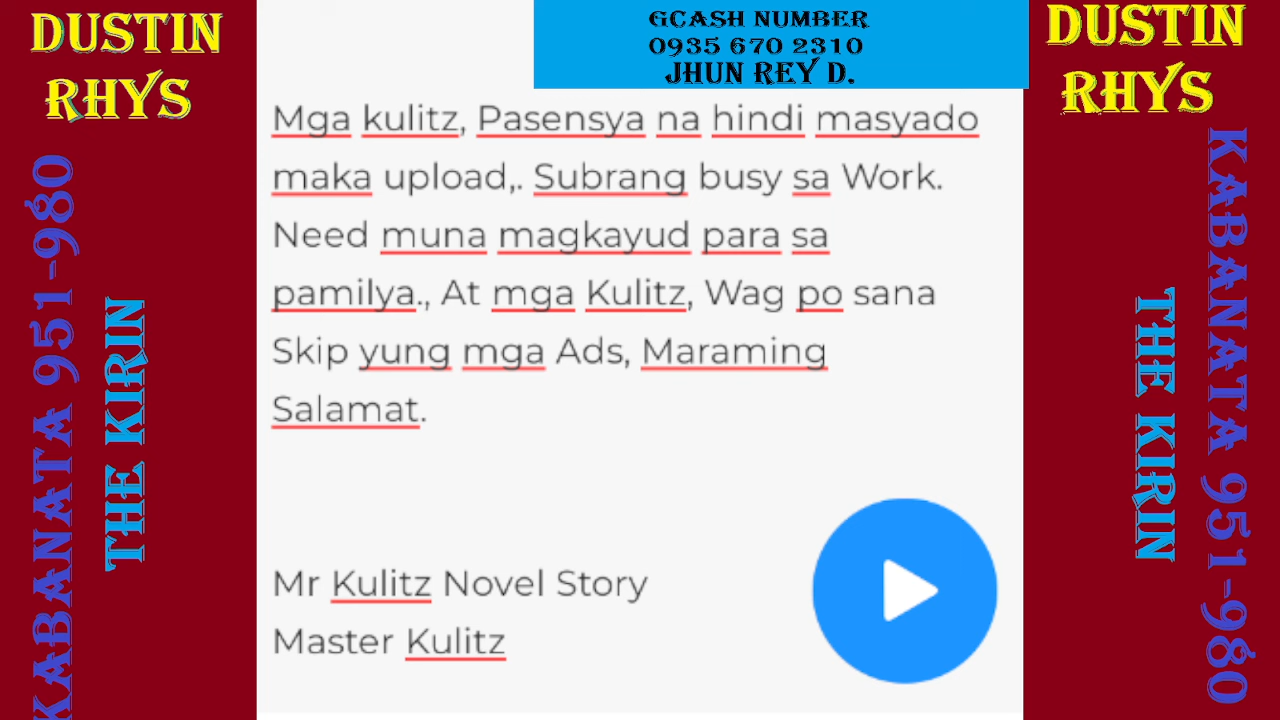 DUSTIN
RHYS
KABANATA 951-980
THE KIRIN
GCASH NUMBER
0935 670 2310
JHUN REY D.
Mga kulitz, Pasensya na hindi masyado
maka upload,. Subrang busy sa Work.
Need muna magkayud para sa
pamilya., At mga Kulitz, Wag po sana
Skip yung mga Ads, Maraming
Salamat.
Mr Kulitz Novel Story
Master Kulitz
DUSTIN
RHYS
KABANATA 951-980
THE KIRIN